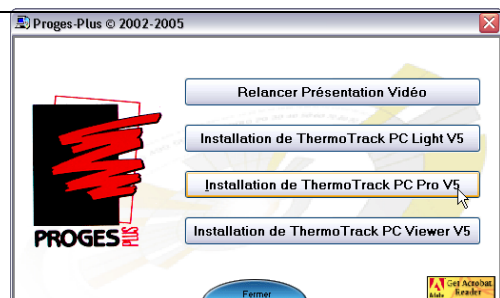 Proges-Plus © 2002-2005
Relancer Présentation Vidéo
Installation de ThermoTrack PC Light V5
Installation de ThermoTrack PC Pro V5
Installation de ThermoTrack PC Viewer V5
PROGES PLUS
Fermer
Get Acrobat
Adobe Reader